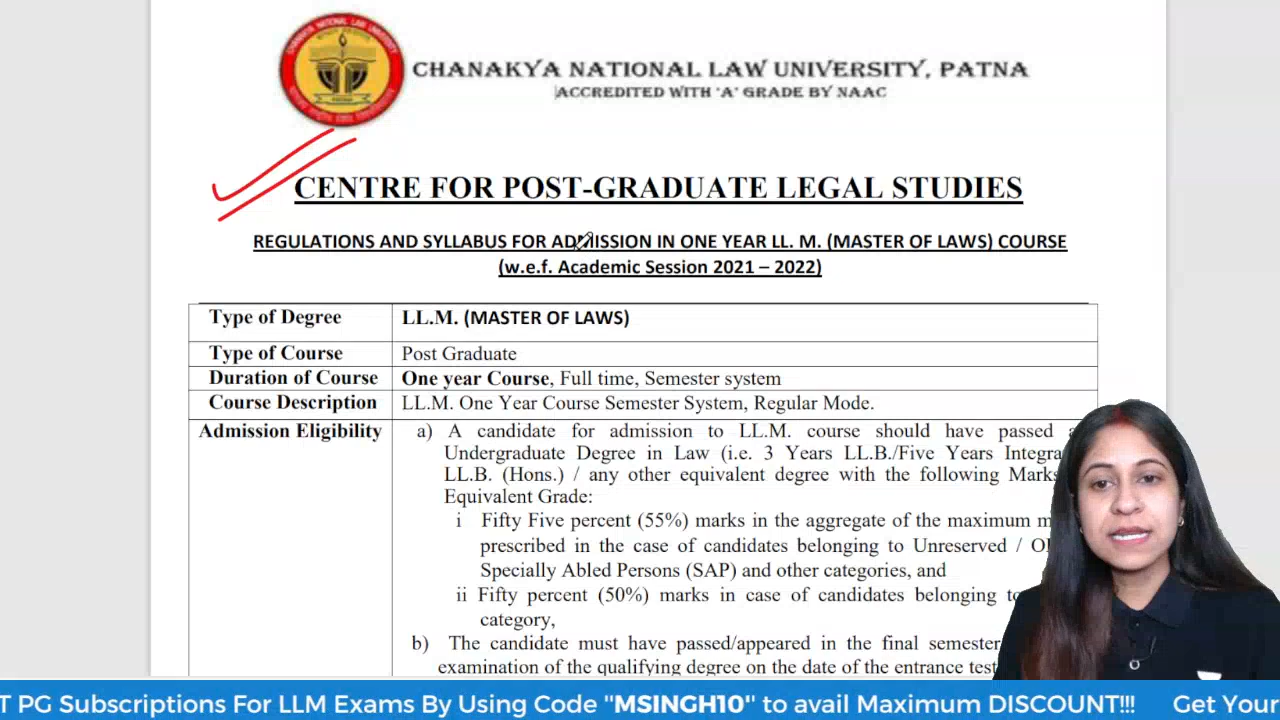 CHANAKYA NATIONAL LAW UNIVERSITY
CHANAKYA NATIONAL LAW UNIVERSITY, PATNA
ACCREDITED WITH 'A' GRADE BY NAAC
CENTRE FOR POST-GRADUATE LEGAL STUDIES
REGULATIONS AND SYLLABUS FOR ADMISSION IN ONE YEAR LL. M. (MASTER OF LAWS) COURSE
(w.e.f. Academic Session 2021 – 2022)
Type of Degree LL.M. (MASTER OF LAWS)
Type of Course Post Graduate
Duration of Course One year Course, Full time, Semester system
Course Description LL.M. One Year Course Semester System, Regular Mode.
Admission Eligibility a) A candidate for admission to LL.M. course should have passed
Undergraduate Degree in Law (i.e. 3 Years LL.B./Five Years Integra
LL.B. (Hons.) / any other equivalent degree with the following Marks
Equivalent Grade:
i Fifty Five percent (55%) marks in the aggregate of the maximum m
prescribed in the case of candidates belonging to Unreserved /
Specially Abled Persons (SAP) and other categories, and
ii Fifty percent (50%) marks in case of candidates belonging to
category,
b) The candidate must have passed/appeared in the final semester
examination of the qualifying degree on the date of the entrance test
T PG Subscriptions For LLM Exams By Using Code "MSINGH10" to avail Maximum DISCOUNT!!! Get Your